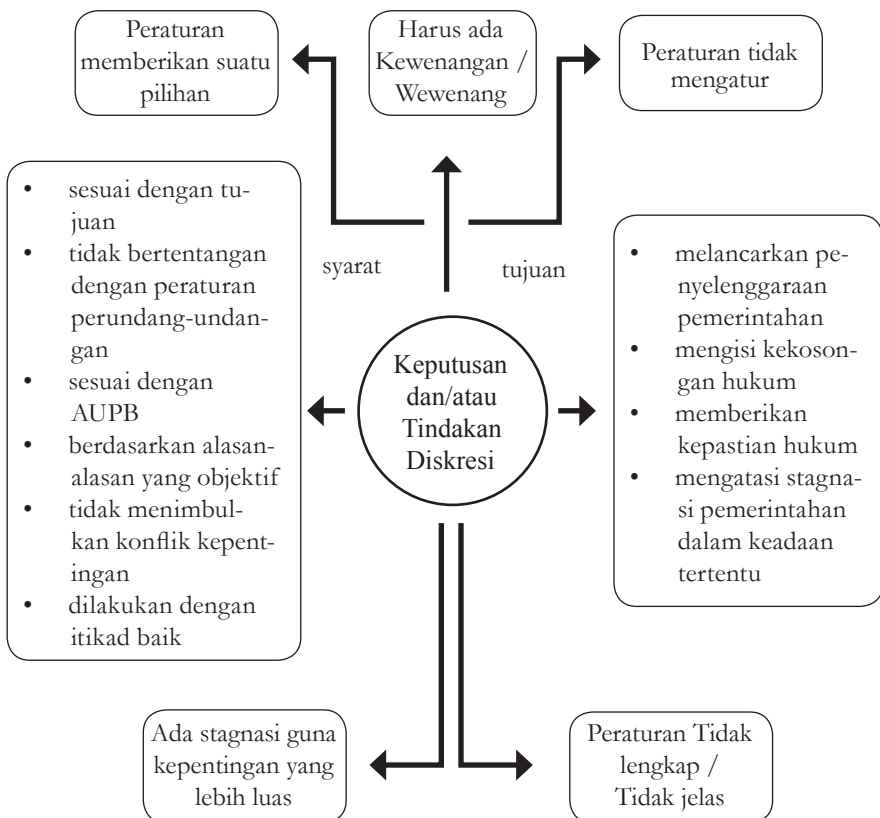 Peraturan
memberikan suatu
pilihan
Harus ada
Kewenangan /
Wewenang
Peraturan tidak
mengatur
• sesuai dengan tu-
juan
• tidak bertentangan
dengan peraturan
perundang-undan-
gan
• sesuai dengan
AUPB
• berdasarkan alasan-
alasan yang objektif
• tidak menimbul-
kan konflik kepent-
ingan
• dilakukan dengan
itikad baik
syarat
tujuan
Keputusan
dan/atau
Tindakan
Diskresi
• melancarkan pe-
nyelenggaraan
pemerintahan
• mengisi kekoson-
gan hukum
• memberikan
kepastian hukum
• mengatasi stagna-
si pemerintahan
dalam keadaan
tertentu
Ada stagnasi guna
kepentingan yang
lebih luas
Peraturan Tidak
lengkap /
Tidak jelas